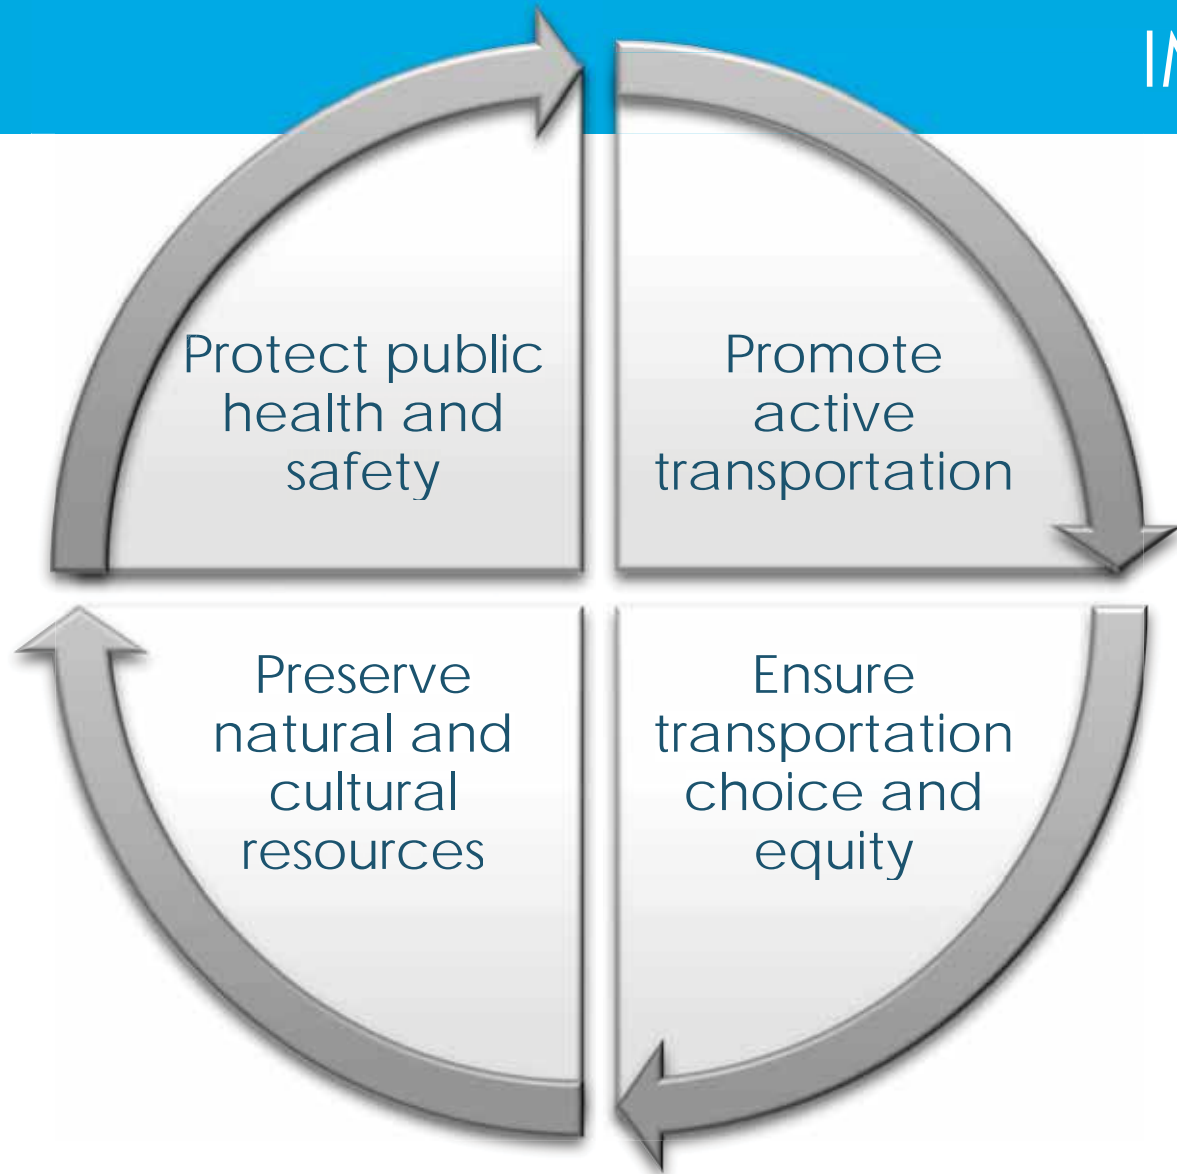 Protect public
health and
safety
Promote
active
transportation
Preserve
natural and
cultural
resources
Ensure
transportation
choice and
equity